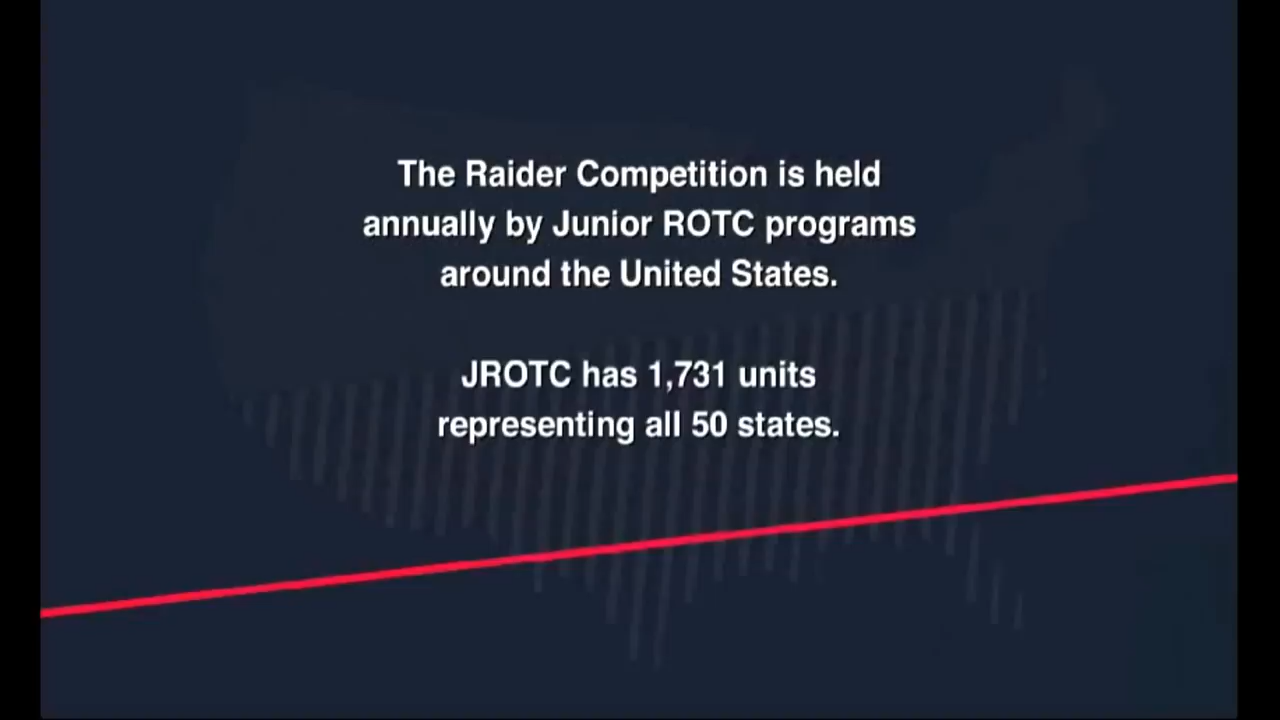 The Raider Competition is held
annually by Junior ROTC programs
around the United States.
JROTC has 1,731 units
representing all 50 states.